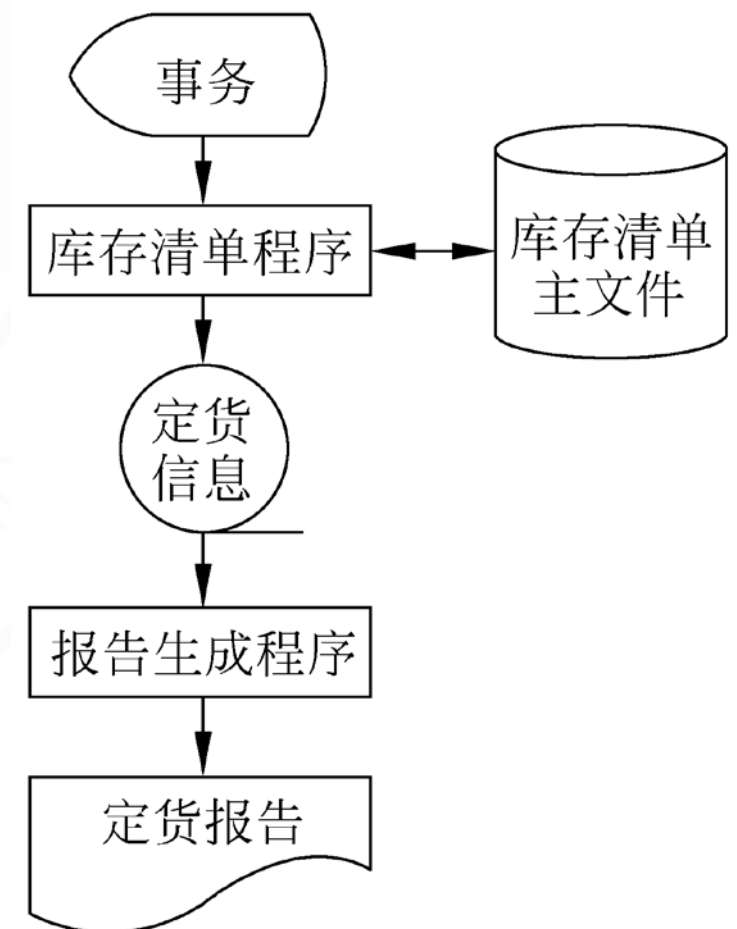 事务
库存清单程序
库存清单
主文件
定货
信息
报告生成程序
定货报告